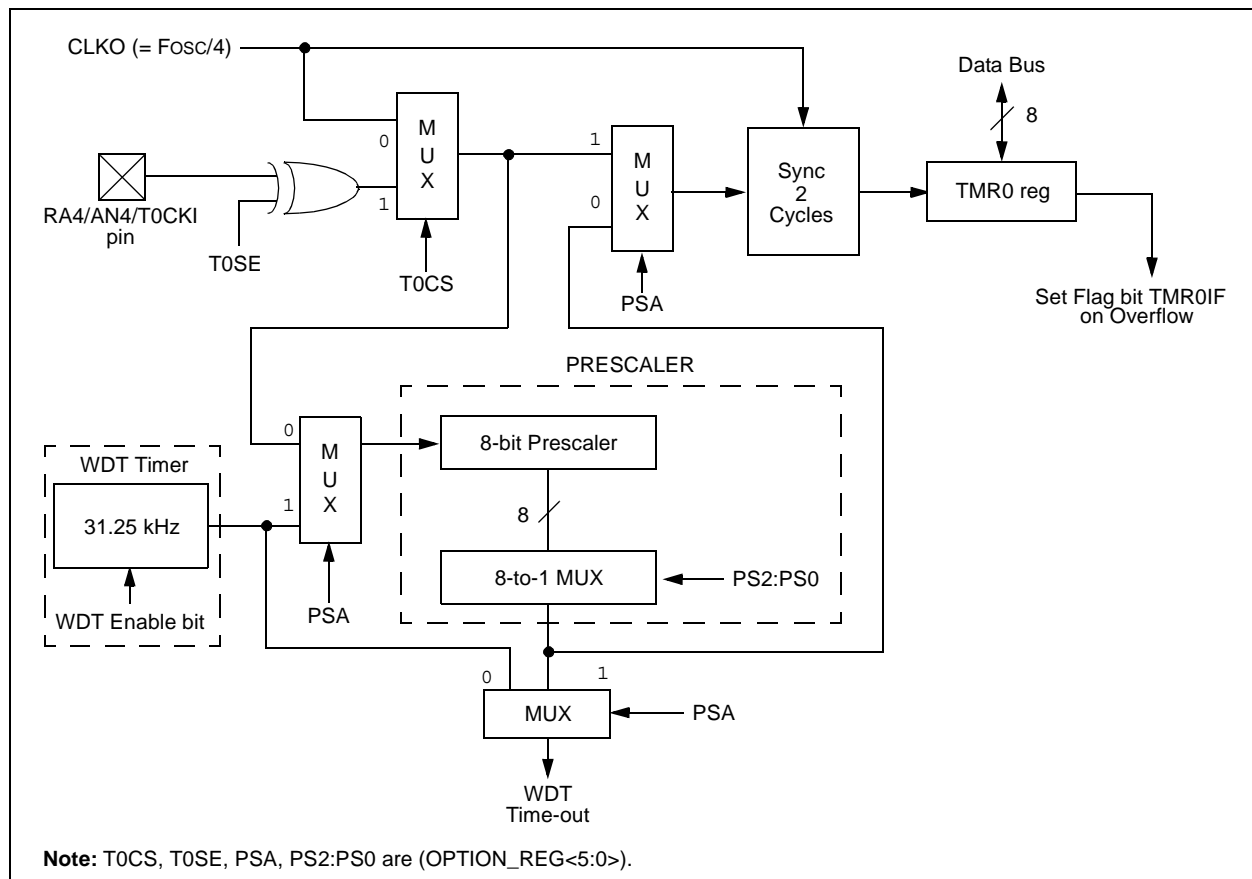 CLKO (= FOSC/4)
Data Bus
8
M
U
X
0
1
1
M
U
X
0
Sync
2
Cycles
TMR0 reg
RA4/AN4/T0CKI
pin
T0SE
T0CS
PSA
Set Flag bit TMR0IF
on Overflow
PRESCALER
0
M
U
X
1
8-bit Prescaler
WDT Timer
31.25 kHz
8
8-to-1 MUX
PS2:PS0
WDT Enable bit
PSA
0
1
MUX
PSA
WDT
Time-out
Note: T0CS, T0SE, PSA, PS2:PS0 are (OPTION_REG<5:0>).